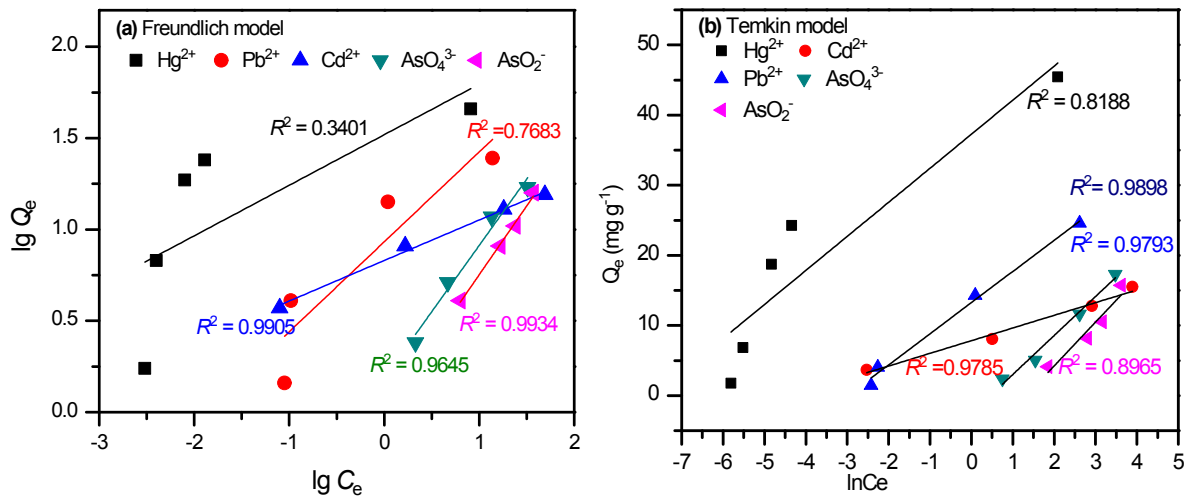 (a) Freundlich model
Hg²⁺ Pb²⁺ Cd²⁺ AsO₄³⁻ AsO₂⁻
R² = 0.3401
R² =0.7683
R² =0.9905
R² =0.9934
R² =0.9645
2.0
1.5
1.0
0.5
0.0
lg Qₑ
-3 -2 -1 0 1 2
lg Cₑ
(b) Temkin model
Hg²⁺ Cd²⁺
Pb²⁺ AsO₄³⁻
AsO₂⁻
R² =0.8188
R² =0.9898
R² =0.9793
R² =0.9785
R² =0.8965
50
40
30
20
10
0
Qₑ (mg g⁻¹)
-7 -6 -5 -4 -3 -2 -1 0 1 2 3 4 5
lnCe